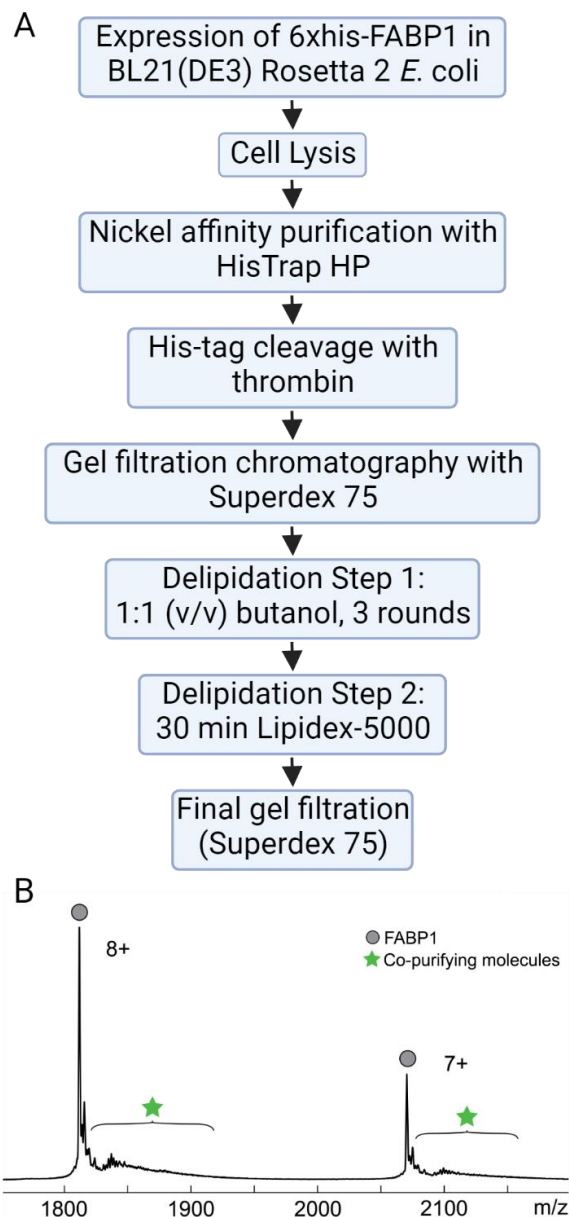 A
Expression of 6xhis-FABP1 in
BL21(DE3) Rosetta 2 E. coli
Cell Lysis
Nickel affinity purification with
HisTrap HP
His-tag cleavage with
thrombin
Gel filtration chromatography with
Superdex 75
Delipidation Step 1:
1:1 (v/v) butanol, 3 rounds
Delipidation Step 2:
30 min Lipidex-5000
Final gel filtration
(Superdex 75)
B
8+
FABP1
Co-purifying molecules
7+
1800 1900 2000 2100 m/z